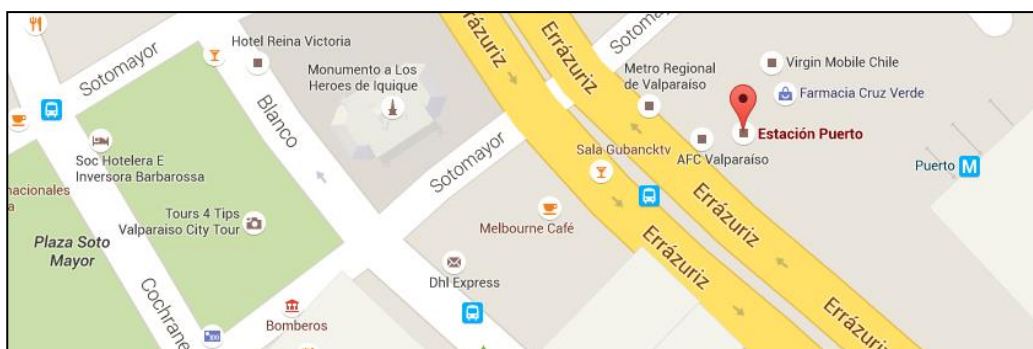 Errázuriz
Errázuriz
Sotomayor
Sotomayor
Hotel Reina Victoria
Monumento a Los
Heroes de Iquique
Metro Regional
de Valparaíso
Virgin Mobile Chile
Farmacia Cruz Verde
Blanco
Estación Puerto
AFC Valparaíso
Sala Gubancktv
Sotomayor
Soc Hotelera E
Inversora Barbarossa
Puerto
M
nacionales
a
Tours 4 Tips
Valparaiso City Tour
Melbourne Café
Errázuriz
Errázuriz
Plaza Soto
Mayor
Dhl Express
Cochrane
Bomberos
Errázuriz